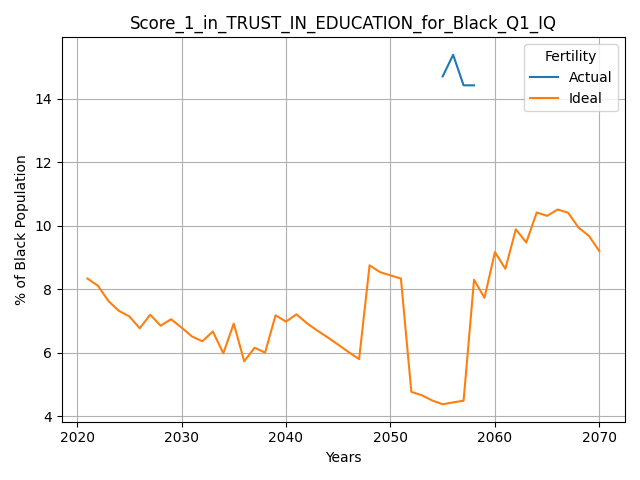 Score_1_in_TRUST_IN_EDUCATION_for_Black_Q1_IQ
Fertility
Actual
Ideal
% of Black Population
14
12
10
8
6
4
2020 2030 2040 2050 2060 2070
Years